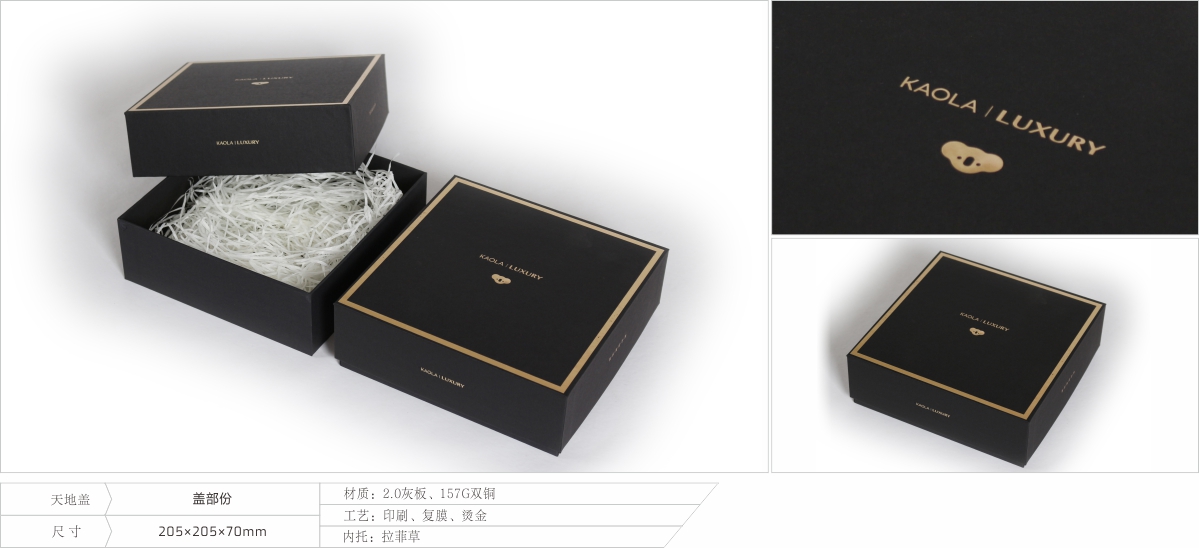 KAOLA | LUXURY
KAOLA | LUXURY
KAOLA | LUXURY
KAOLA | LUXURY
KAOLA | LUXURY
KAOLA | LUXURY
KAOLA | LUXURY
天地盖
盖部份
材质：2.0灰板、157G双铜
工艺：印刷、复膜、烫金
尺寸
205×205×70mm
内托：拉菲草